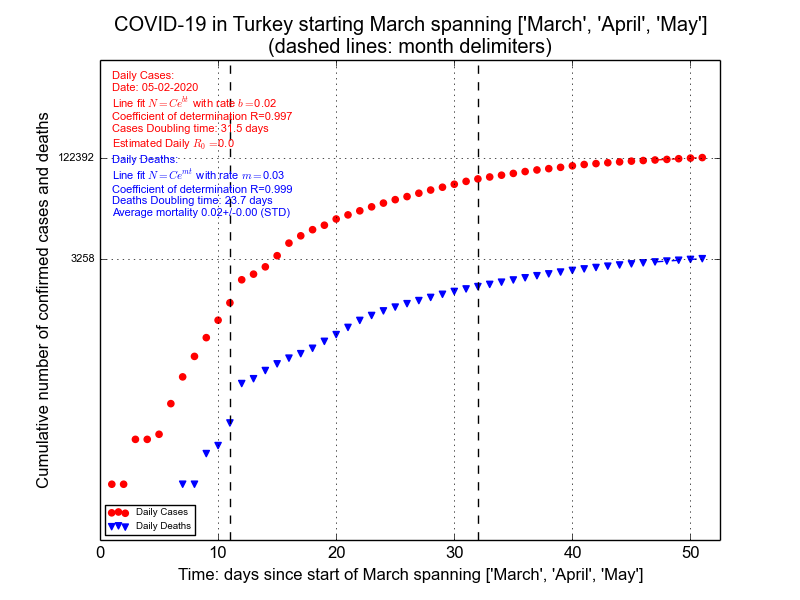 COVID-19 in Turkey starting March spanning ['March', 'April', 'May']
(dashed lines: month delimiters)
Daily Cases:
Date: 05-02-2020
Line fit N = Ce^{bt} with rate b = 0.02
Coefficient of determination R=0.997
Cases Doubling time: 31.5 days
Estimated Daily R_0 = 0.0
Daily Deaths:
Line fit N = Ce^{mt} with rate m = 0.03
Coefficient of determination R=0.999
Deaths Doubling time: 23.7 days
Average mortality 0.02+/-0.00 (STD)
122392
3258
Cumulative number of confirmed cases and deaths
Daily Cases
Daily Deaths
0 10 20 30 40 50
Time: days since start of March spanning ['March', 'April', 'May']